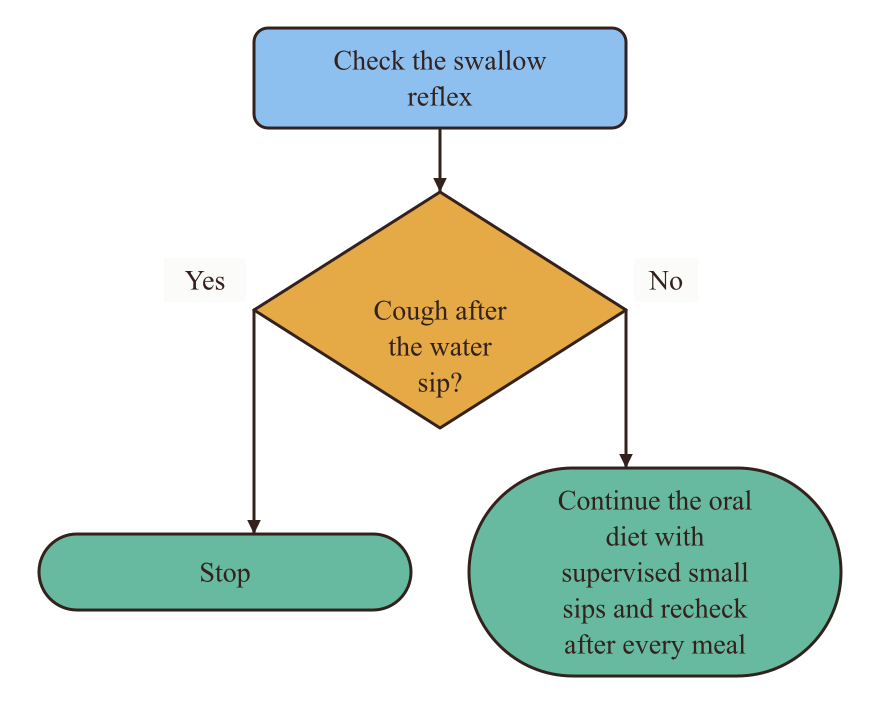 Check the swallow
reflex
Yes
No
Cough after
the water
sip?
Stop
Continue the oral
diet with
supervised small
sips and recheck
after every meal